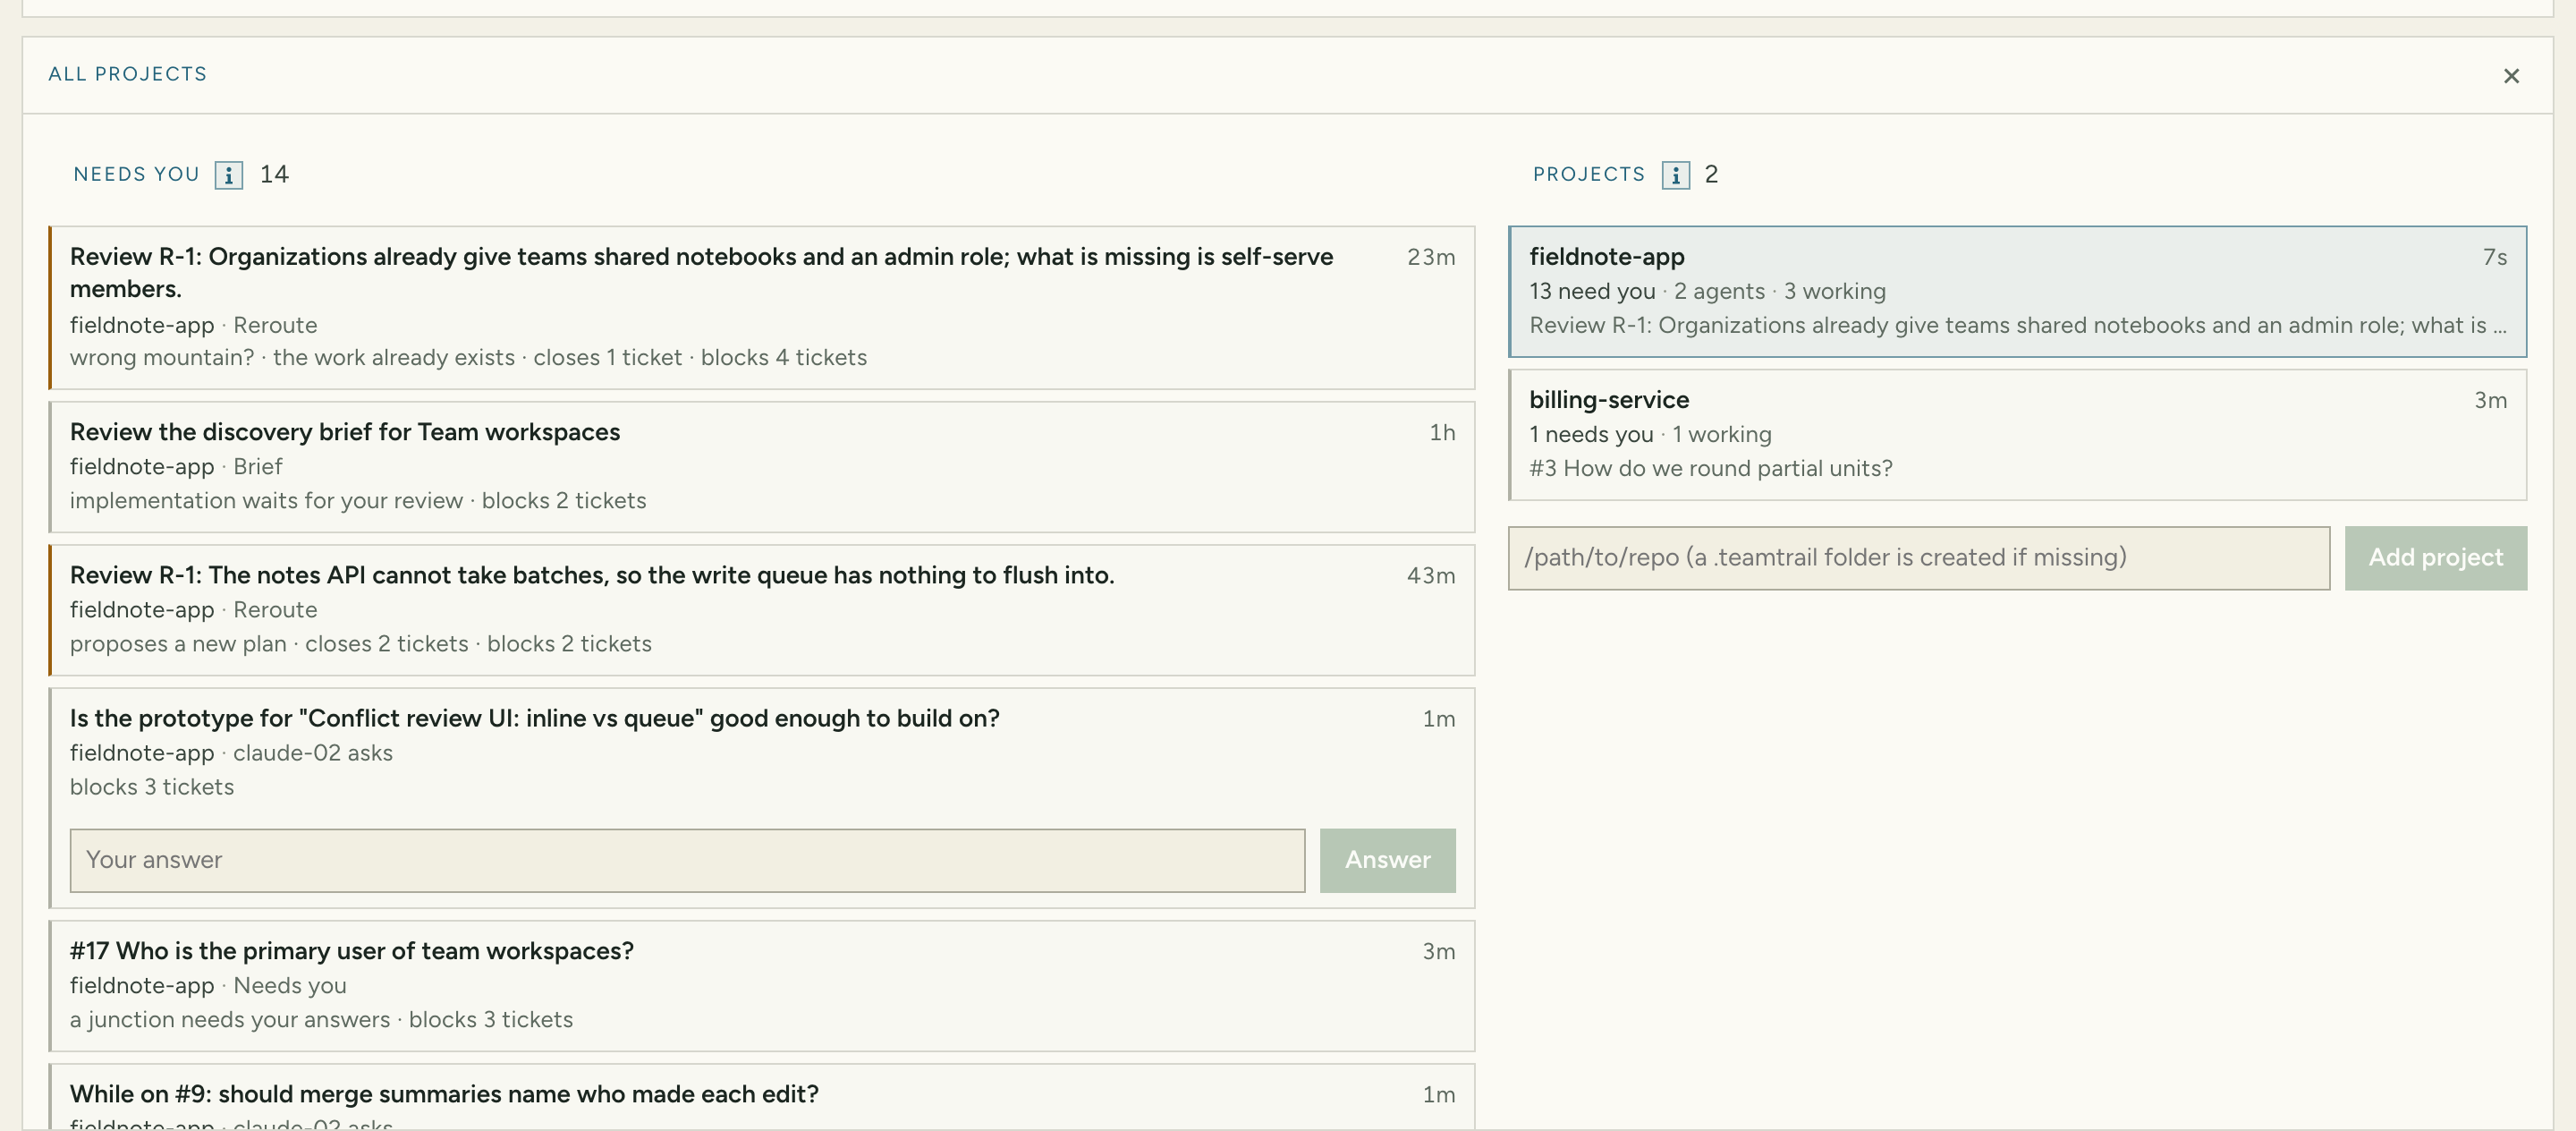 ALL PROJECTS
×
NEEDS YOU i 14
Review R-1: Organizations already give teams shared notebooks and an admin role; what is missing is self-serve 23m
members.
fieldnote-app · Reroute
wrong mountain? · the work already exists · closes 1 ticket · blocks 4 tickets
Review the discovery brief for Team workspaces 1h
fieldnote-app · Brief
implementation waits for your review · blocks 2 tickets
Review R-1: The notes API cannot take batches, so the write queue has nothing to flush into. 43m
fieldnote-app · Reroute
proposes a new plan · closes 2 tickets · blocks 2 tickets
Is the prototype for "Conflict review UI: inline vs queue" good enough to build on? 1m
fieldnote-app · claude-02 asks
blocks 3 tickets
Your answer
Answer
#17 Who is the primary user of team workspaces? 3m
fieldnote-app · Needs you
a junction needs your answers · blocks 3 tickets
While on #9: should merge summaries name who made each edit? 1m
fieldnote-app · claude-02 asks
PROJECTS i 2
fieldnote-app 7s
13 need you · 2 agents · 3 working
Review R-1: Organizations already give teams shared notebooks and an admin role; what is ...
billing-service 3m
1 needs you · 1 working
#3 How do we round partial units?
/path/to/repo (a .teamtrail folder is created if missing)
Add project